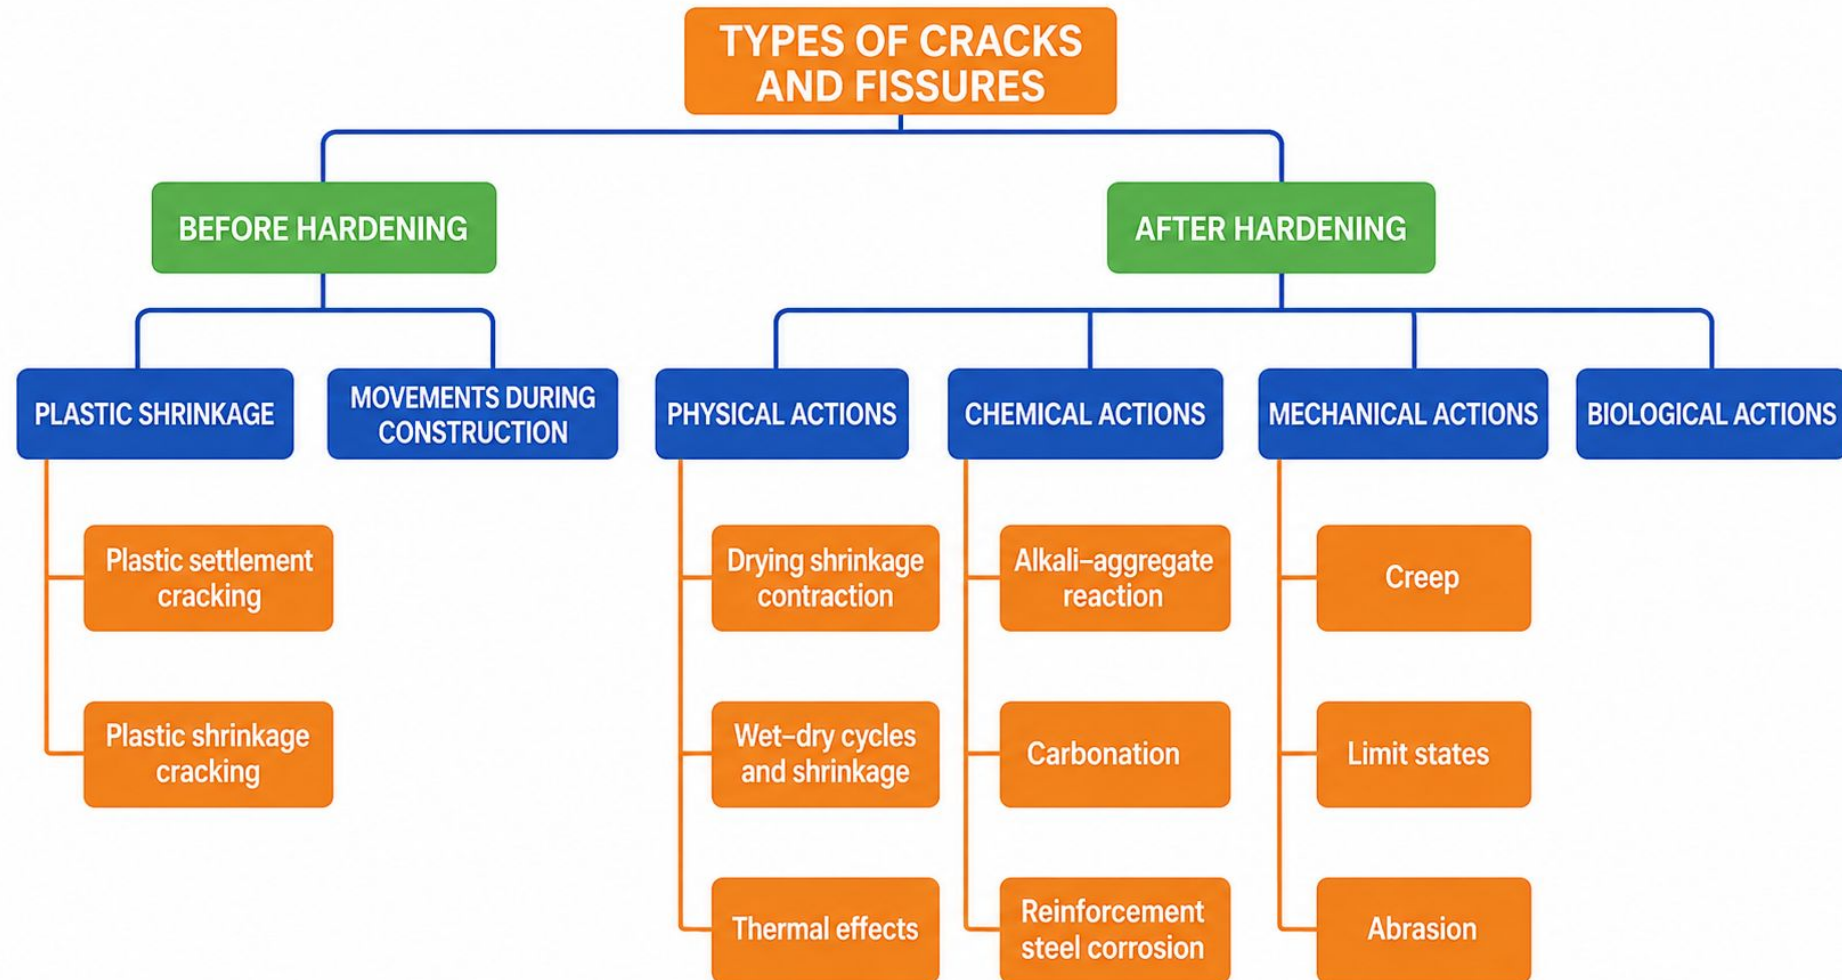 TYPES OF CRACKS
AND FISSURES
BEFORE HARDENING
AFTER HARDENING
PLASTIC SHRINKAGE
MOVEMENTS DURING
CONSTRUCTION
PHYSICAL ACTIONS
CHEMICAL ACTIONS
MECHANICAL ACTIONS
BIOLOGICAL ACTIONS
Plastic settlement
cracking
Plastic shrinkage
cracking
Drying shrinkage
contraction
Wet–dry cycles
and shrinkage
Thermal effects
Alkali–aggregate
reaction
Carbonation
Reinforcement
steel corrosion
Creep
Limit states
Abrasion